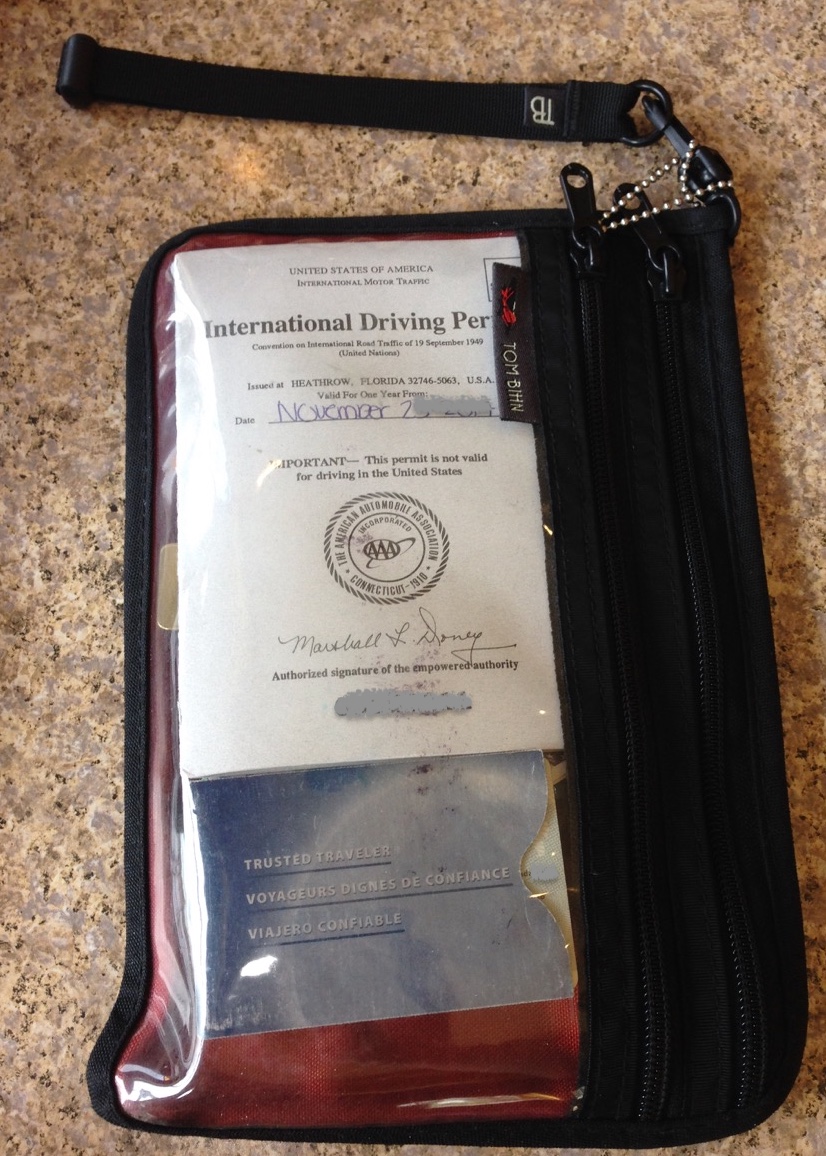 TB
UNITED STATES OF AMERICA
INTERNATIONAL MOTOR TRAFFIC
International Driving Per
Convention on International Road Traffic of 19 September 1949
(United Nations)
Issued at HEATHROW, FLORIDA 32746-5063, U.S.A.
Valid For One Year From:
Date November 2
TOM BIHN
IMPORTANT— This permit is not valid
for driving in the United States
THE AMERICAN AUTOMOBILE ASSOCIATION
INCORPORATED
AAA
CONNECTICUT - 1910
Marshall L. Doney
Authorized signature of the empowered authority
TRUSTED TRAVELER
VOYAGEURS DIGNES DE CONFIANCE
VIAJERO CONFIABLE